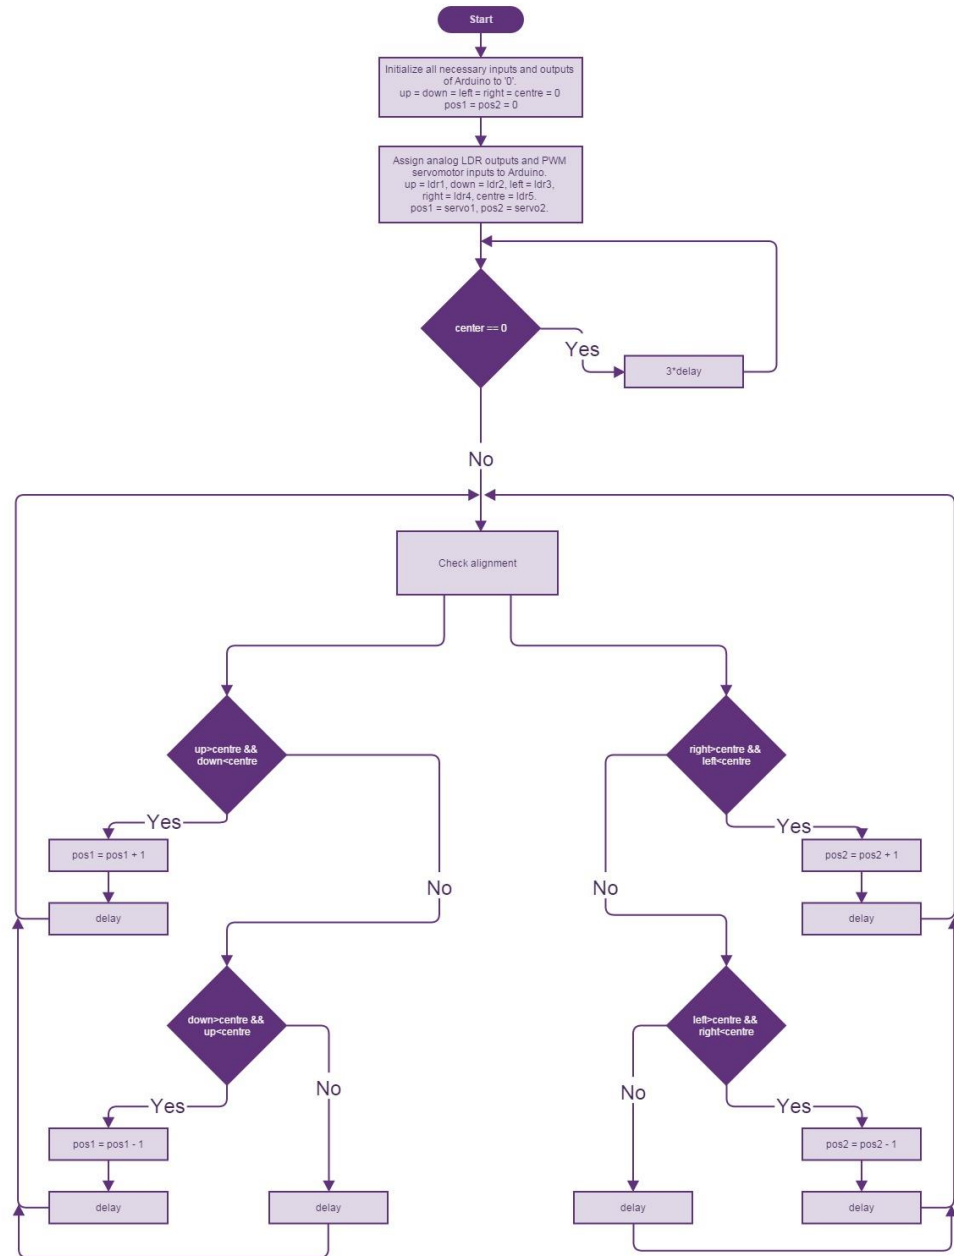 Start
Initialize all necessary inputs and outputs
of Arduino to '0'.
up = down = left = right = centre = 0
pos1 = pos2 = 0
Assign analog LDR outputs and PWM
servomotor inputs to Arduino.
up = ldr1, down = ldr2, left = ldr3,
right = ldr4, centre = ldr5.
pos1 = servo1, pos2 = servo2.
center == 0
Yes
3*delay
No
Check alignment
up>centre &&
down<centre
right>centre &&
left<centre
Yes
Yes
pos1 = pos1 + 1
pos2 = pos2 + 1
No
No
delay
delay
down>centre &&
up<centre
left>centre &&
right<centre
No
No
Yes
Yes
pos1 = pos1 - 1
pos2 = pos2 - 1
delay
delay
delay
delay